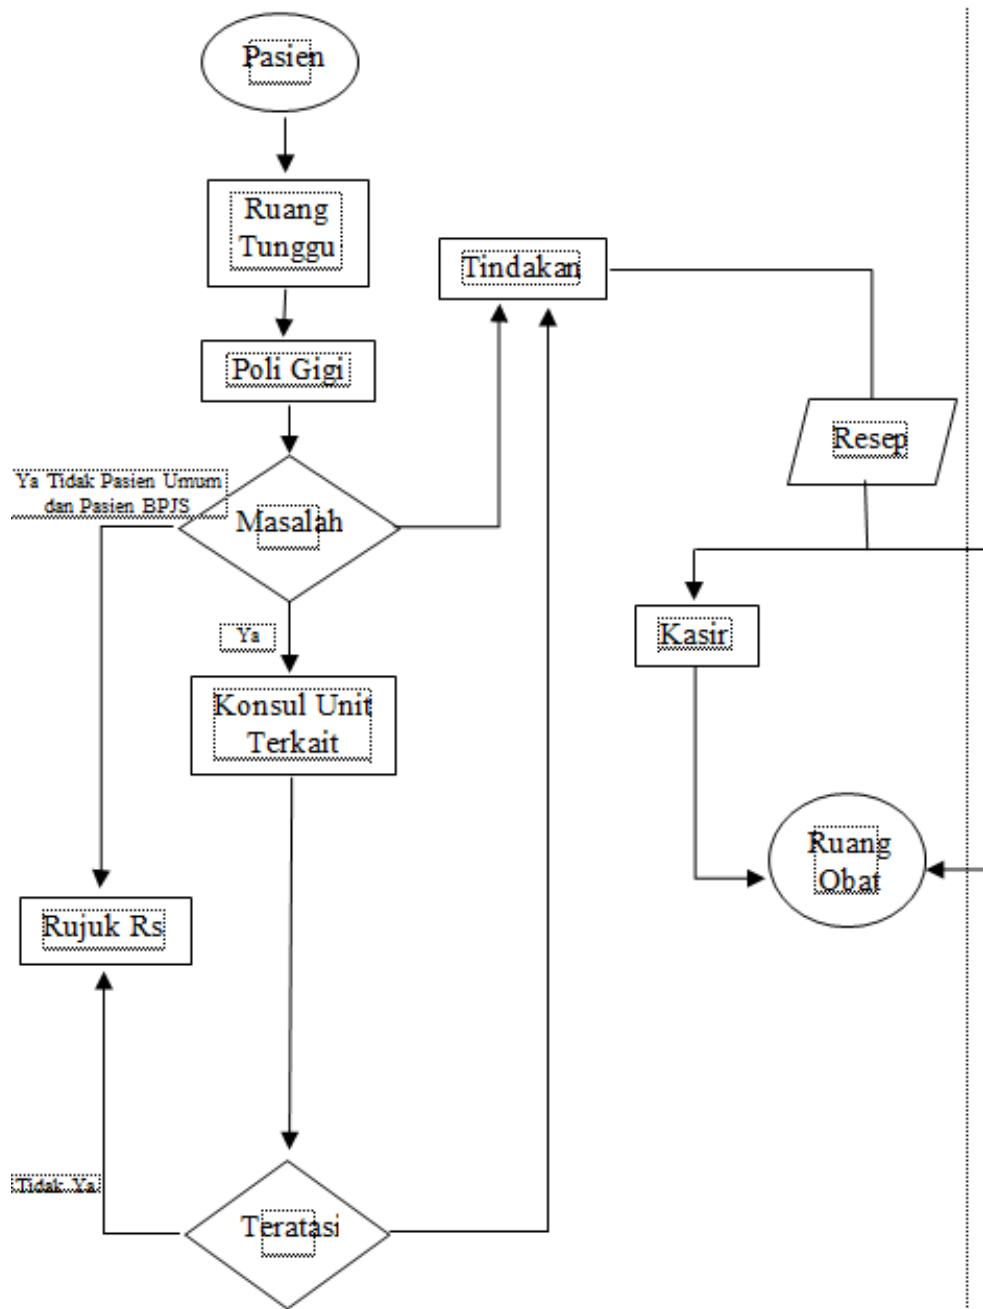 Pasien
Ruang
Tunggu
Tindakan
Poli Gigi
Resep
Ya Tidak Pasien Umum
dan Pasien BPJS
Masalah
Ya
Kasir
Konsul Unit
Terkait
Ruang
Obat
Rujuk Rs
Tidak Ya
Teratasi